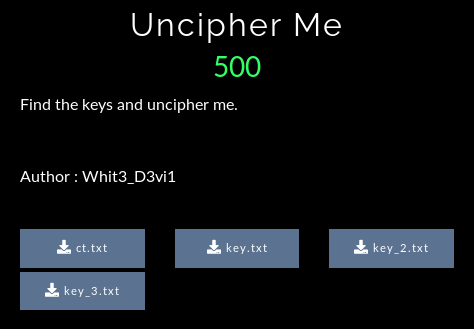 Uncipher Me
500
Find the keys and uncipher me.
Author : Whit3_D3vi1
ct.txt key.txt key_2.txt
key_3.txt